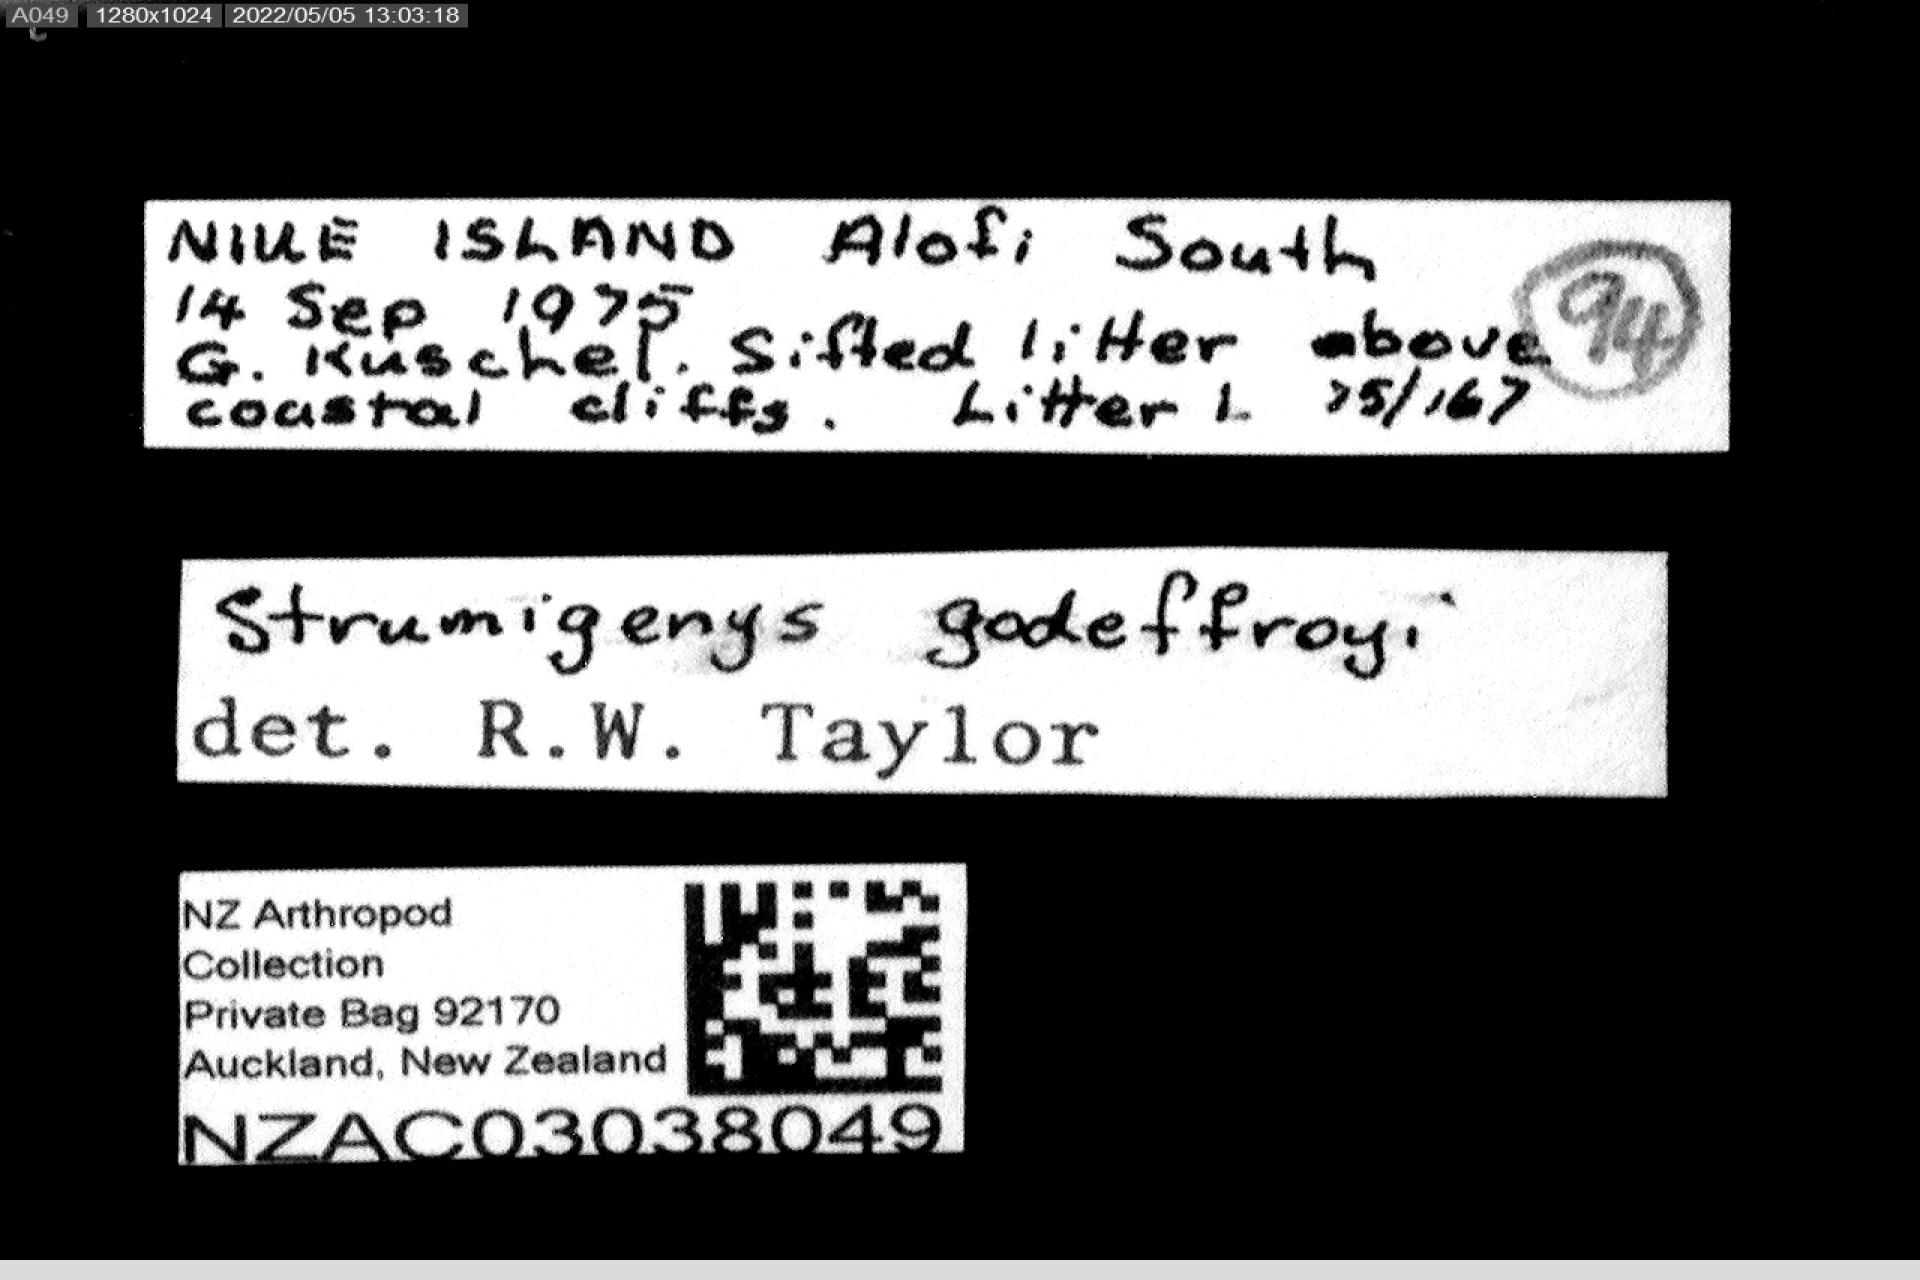 A049 1280x1024 2022/05/05 13:03:18
NIUE ISLAND Alofi South
94
14 Sep 1975
G. Kuschel. Sifted litter above
coastal cliffs. Litter L 75/167
Strumigenys godeffroyi
det. R.W. Taylor
NZ Arthropod
Collection
Private Bag 92170
Auckland, New Zealand
NZAC03038049